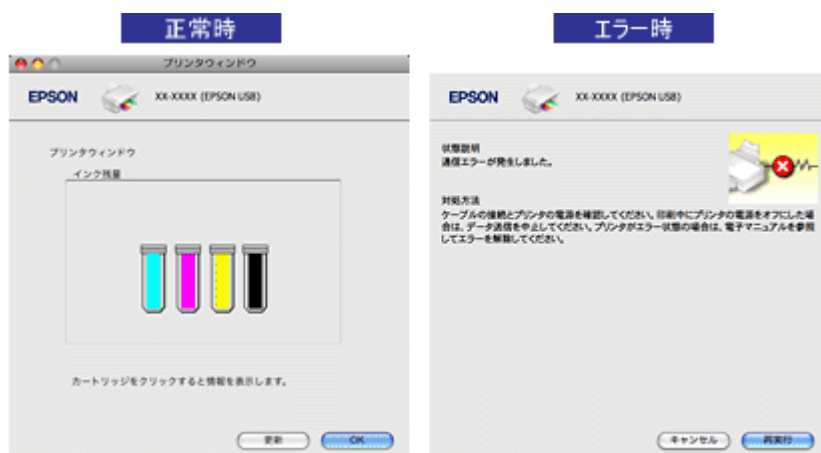 正常時
プリンタウィンドウ
EPSON XX-XXXX (EPSON USB)
プリンタウィンドウ
インク残量
カートリッジをクリックすると情報を表示します。
更新 OK
エラー時
EPSON XX-XXXX (EPSON USB)
状態説明
通信エラーが発生しました。
対処方法
ケーブルの接続とプリンタの電源を確認してください。印刷中にプリンタの電源をオフにした場
合は、データ送信を中止してください。プリンタがエラー状態の場合は、電子マニュアルを参照
してエラーを解除してください。
キャンセル 再実行